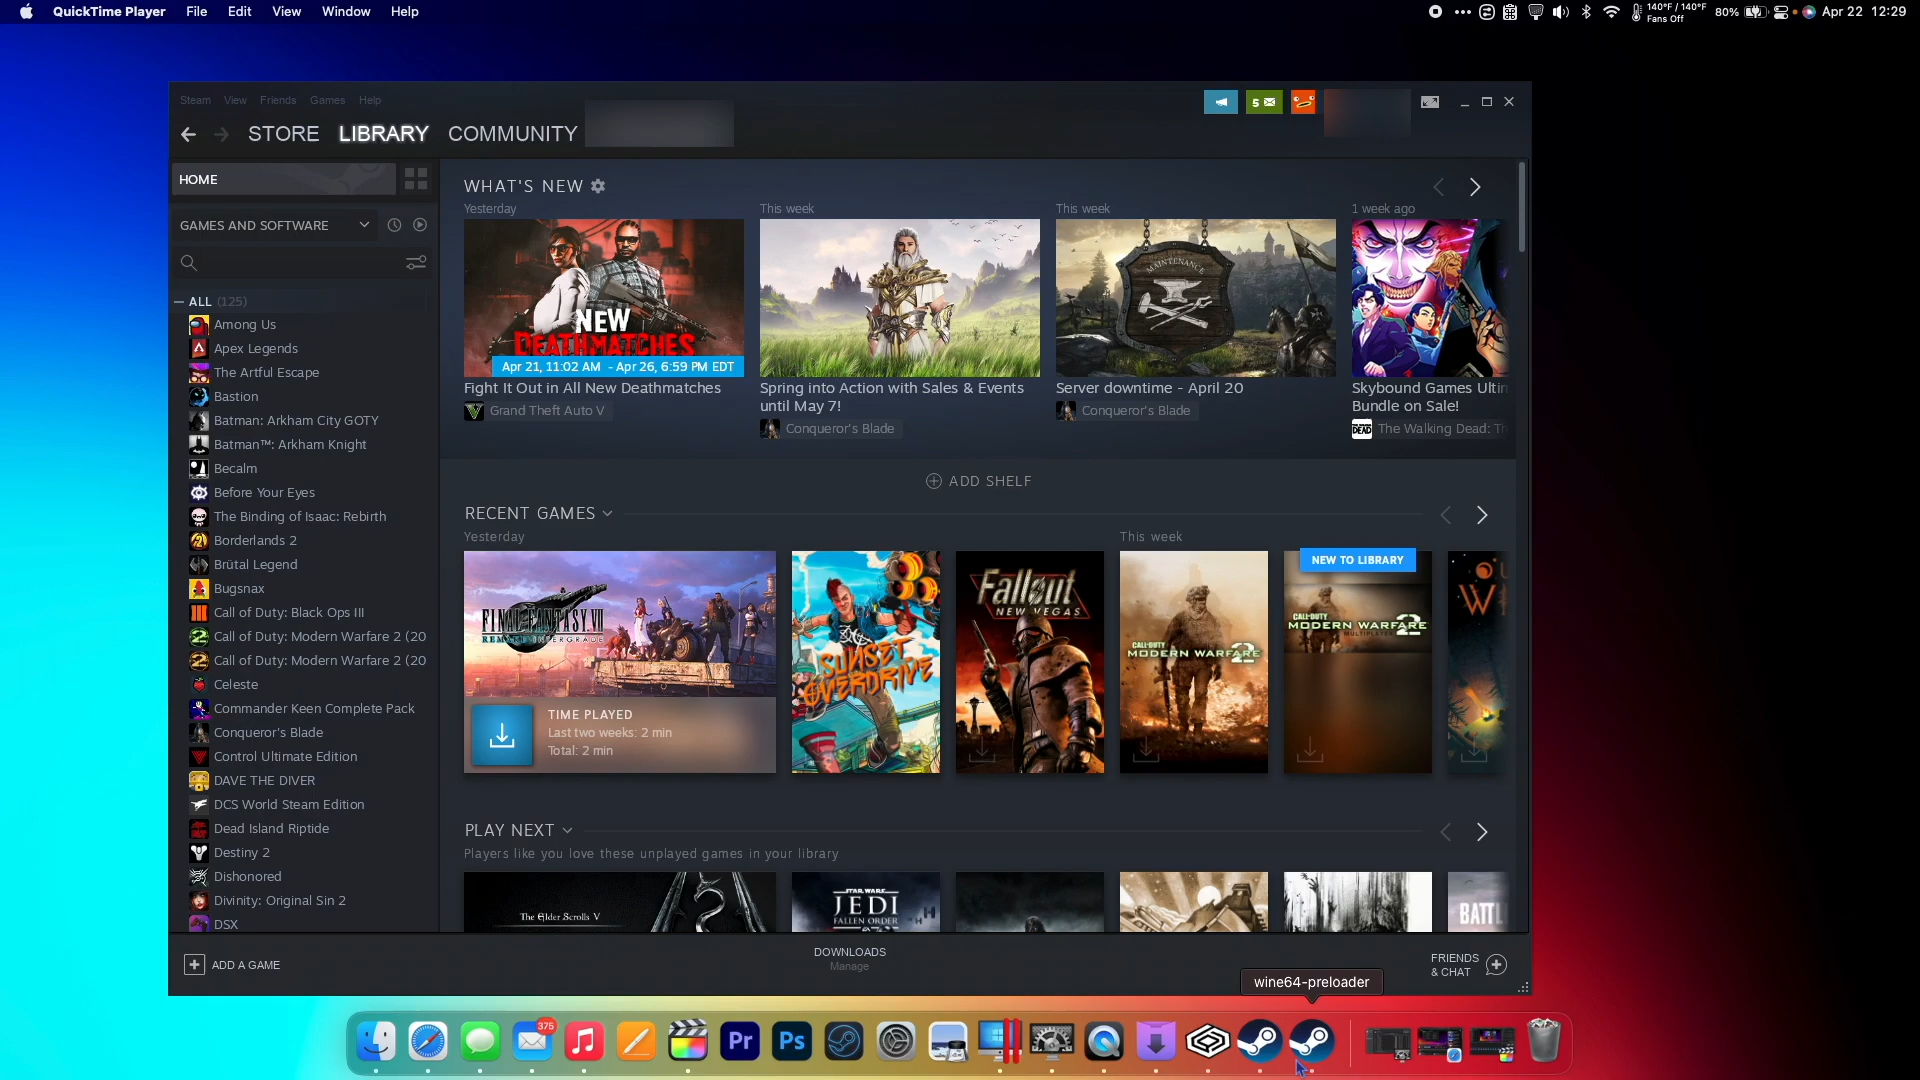 QuickTime Player File Edit View Window Help
140°F / 140°F
Fans Off
80%
Apr 22 12:29
Steam View Friends Games Help
5
STORE LIBRARY COMMUNITY
HOME
GAMES AND SOFTWARE
ALL (125)
Among Us
Apex Legends
The Artful Escape
Bastion
Batman: Arkham City GOTY
Batman™: Arkham Knight
Becalm
Before Your Eyes
The Binding of Isaac: Rebirth
Borderlands 2
Brütal Legend
Bugsnax
Call of Duty: Black Ops III
Call of Duty: Modern Warfare 2 (20
Call of Duty: Modern Warfare 2 (20
Celeste
Commander Keen Complete Pack
Conqueror's Blade
Control Ultimate Edition
DAVE THE DIVER
DCS World Steam Edition
Dead Island Riptide
Destiny 2
Dishonored
Divinity: Original Sin 2
DSX
WHAT'S NEW
Yesterday
This week
This week
1 week ago
NEW
DEATHMATCHES
MAINTENANCE
Apr 21, 11:02 AM - Apr 26, 6:59 PM EDT
Fight It Out in All New Deathmatches
Grand Theft Auto V
Spring into Action with Sales & Events
until May 7!
Conqueror's Blade
Server downtime - April 20
Conqueror's Blade
Skybound Games Ultim
Bundle on Sale!
DEAD
The Walking Dead: Th
ADD SHELF
RECENT GAMES
Yesterday
This week
FINAL FANTASY VII
REMAKE INTERGRADE
SUNSET
OVERDRIVE
Fallout
NEW VEGAS
CALL OF DUTY
MODERN WARFARE 2
NEW TO LIBRARY
CALL OF DUTY
MODERN WARFARE 2
MULTIPLAYER
TIME PLAYED
Last two weeks: 2 min
Total: 2 min
PLAY NEXT
Players like you love these unplayed games in your library
The Elder Scrolls V
STAR WARS
JEDI
FALLEN ORDER
BATTL
ADD A GAME
DOWNLOADS
Manage
FRIENDS
& CHAT
wine64-preloader
375
Pr
Ps